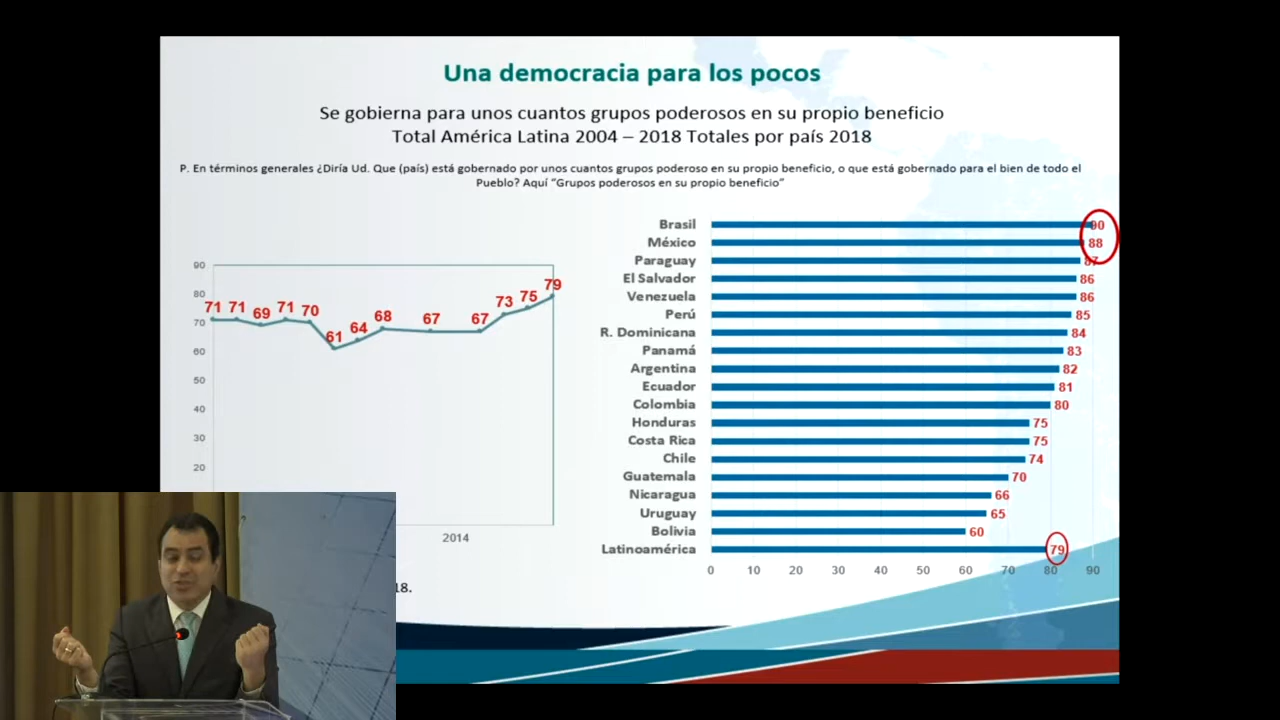 Una democracia para los pocos
Se gobierna para unos cuantos grupos poderosos en su propio beneficio
Total América Latina 2004 – 2018 Totales por país 2018
P. En términos generales ¿Diría Ud. Que (país) está gobernado por unos cuantos grupos poderoso en su propio beneficio, o que está gobernado para el bien de todo el
Pueblo? Aquí “Grupos poderosos en su propio beneficio”
90
80
70
60
50
40
30
20
71 71 69 71 70 61 64 68 67 67 73 75 79
2014
18.
Brasil 90
México 88
Paraguay 87
El Salvador 86
Venezuela 86
Perú 85
R. Dominicana 84
Panamá 83
Argentina 82
Ecuador 81
Colombia 80
Honduras 75
Costa Rica 75
Chile 74
Guatemala 70
Nicaragua 66
Uruguay 65
Bolivia 60
Latinoamérica 79
0 10 20 30 40 50 60 70 80 90